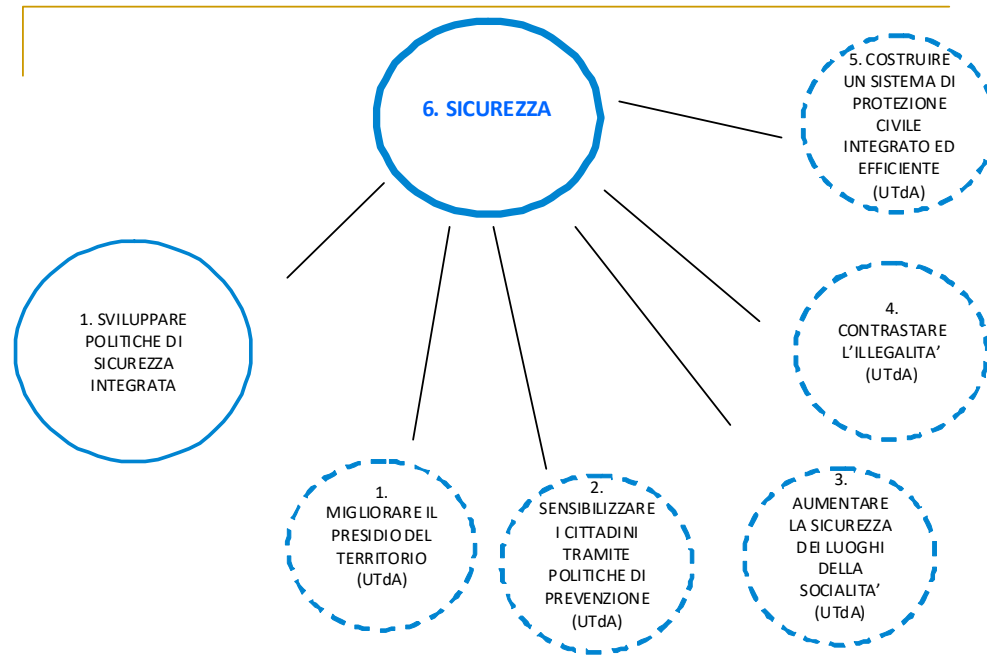 6. SICUREZZA
5. COSTRUIRE
UN SISTEMA DI
PROTEZIONE
CIVILE
INTEGRATO ED
EFFICIENTE
(UTdA)
1. SVILUPPARE
POLITICHE DI
SICUREZZA
INTEGRATA
4.
CONTRASTARE
L’ILLEGALITA’
(UTdA)
1.
MIGLIORARE IL
PRESIDIO DEL
TERRITORIO
(UTdA)
2.
SENSIBILIZZARE
I CITTADINI
TRAMITE
POLITICHE DI
PREVENZIONE
(UTdA)
3.
AUMENTARE
LA SICUREZZA
DEI LUOGHI
DELLA
SOCIALITA’
(UTdA)